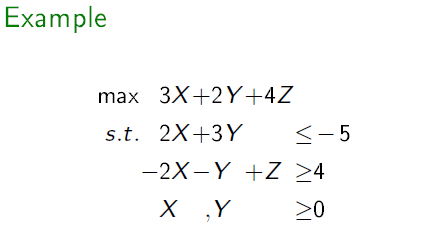 Example
max 3X+2Y+4Z
s.t. 2X+3Y ≤−5
−2X−Y +Z ≥4
X ,Y ≥0